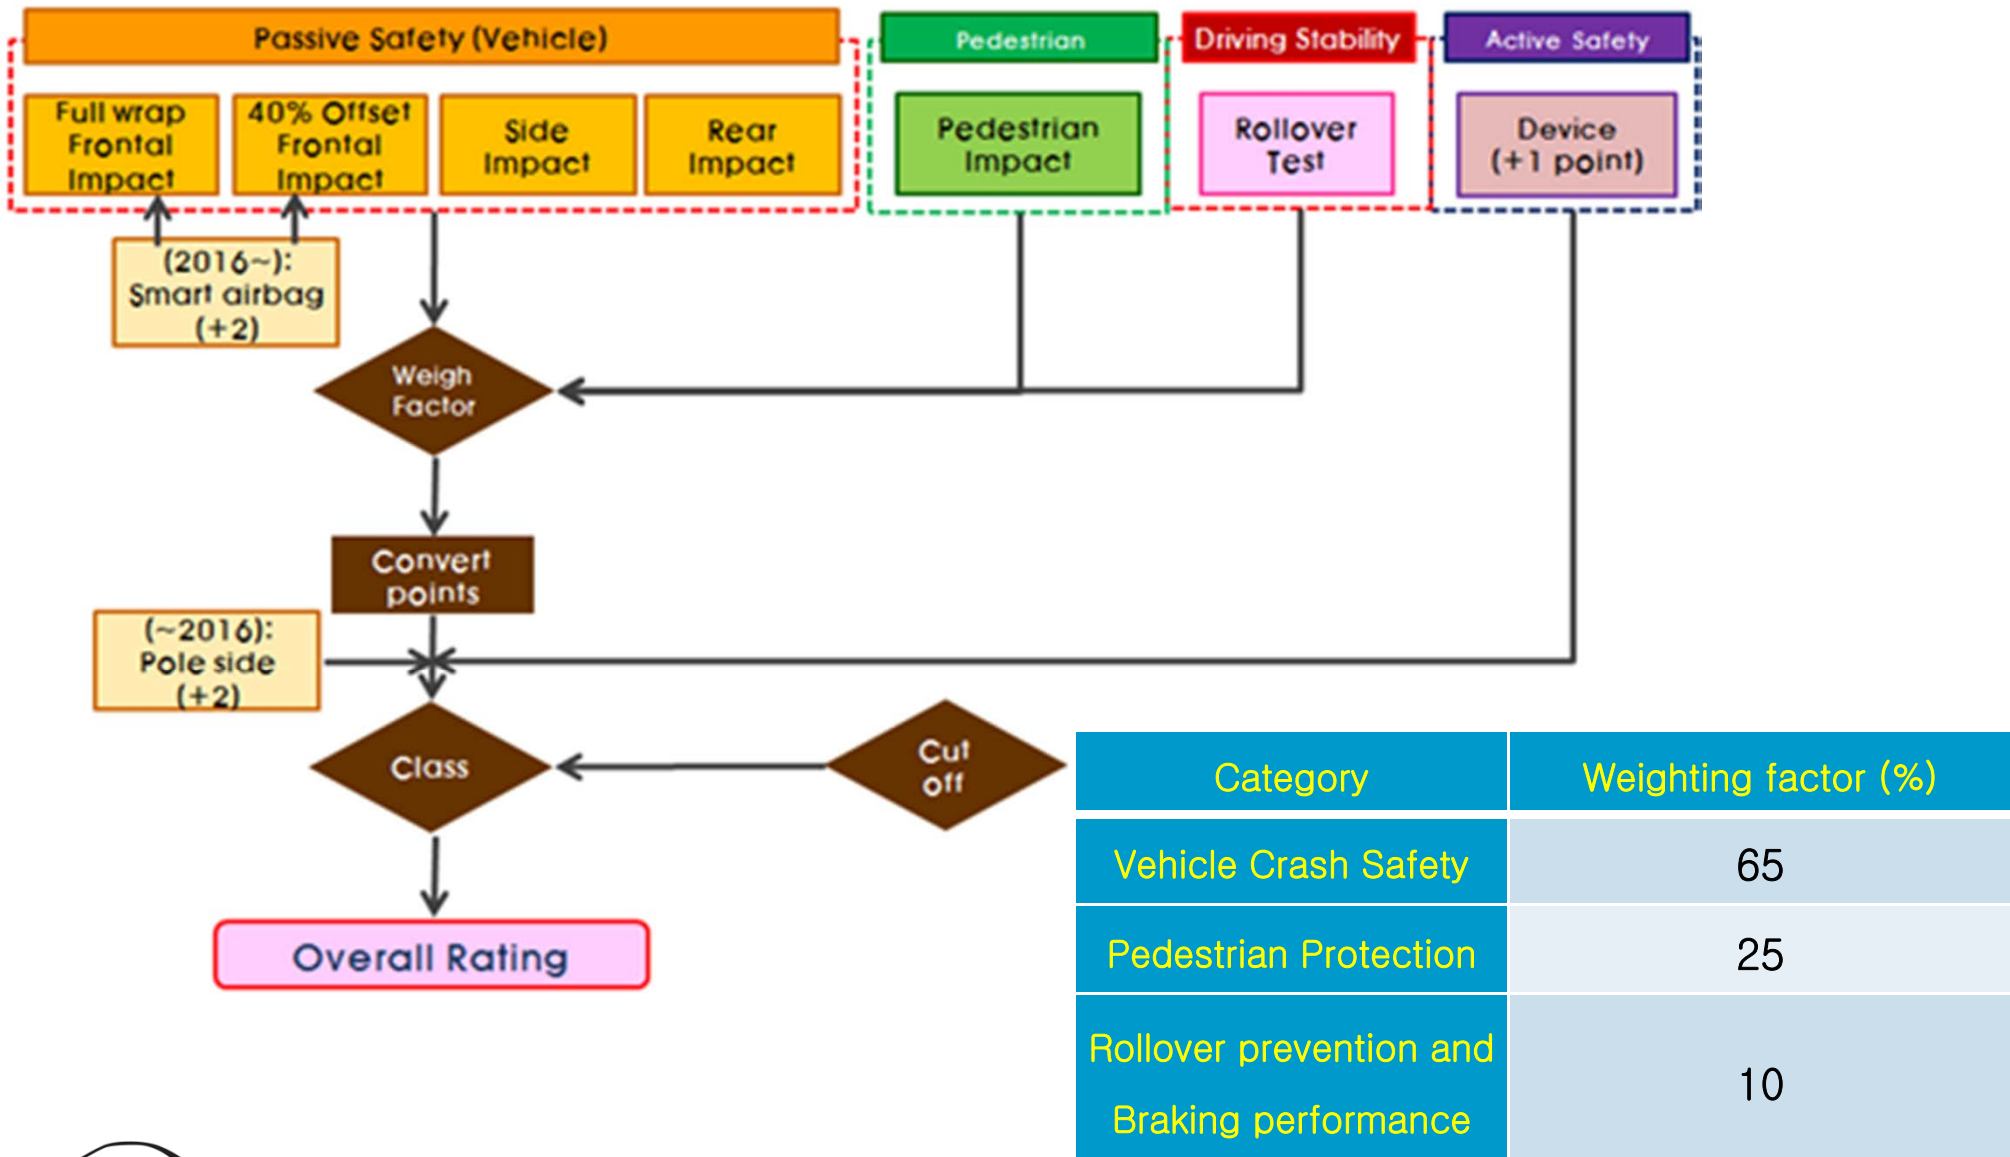 Passive Safety (Vehicle)
Full wrap
Frontal
Impact
40% Offset
Frontal
Impact
Side
Impact
Rear
Impact
Pedestrian
Pedestrian
Impact
Driving Stability
Rollover
Test
Active Safety
Device
(+1 point)
(2016~):
Smart airbag
(+2)
Weigh
Factor
Convert
points
(~2016):
Pole side
(+2)
Class
Cut
off
Overall Rating
Category
Weighting factor (%)
Vehicle Crash Safety
65
Pedestrian Protection
25
Rollover prevention and
Braking performance
10